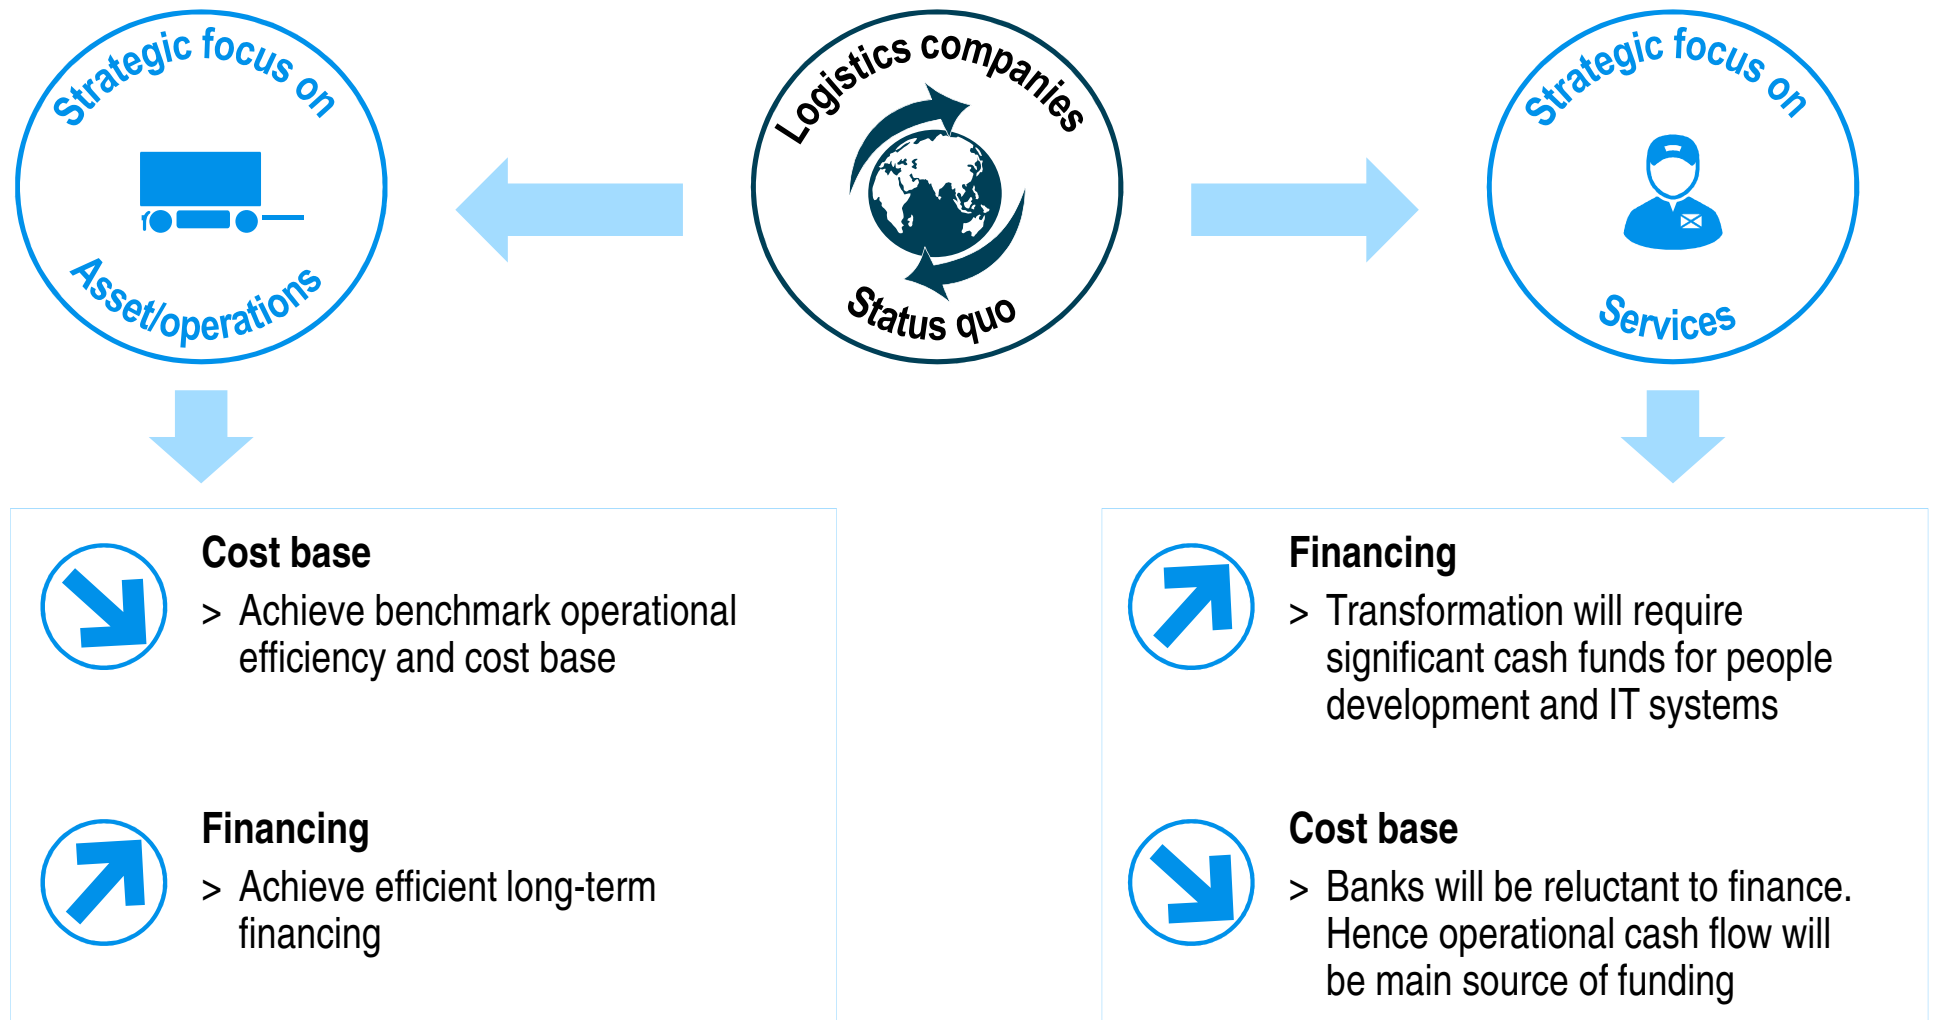 Strategic focus on
Asset/operations
Logistics companies
Status quo
Strategic focus on
Services
Cost base
> Achieve benchmark operational
efficiency and cost base
Financing
> Achieve efficient long-term
financing
Financing
> Transformation will require
significant cash funds for people
development and IT systems
Cost base
> Banks will be reluctant to finance.
Hence operational cash flow will
be main source of funding